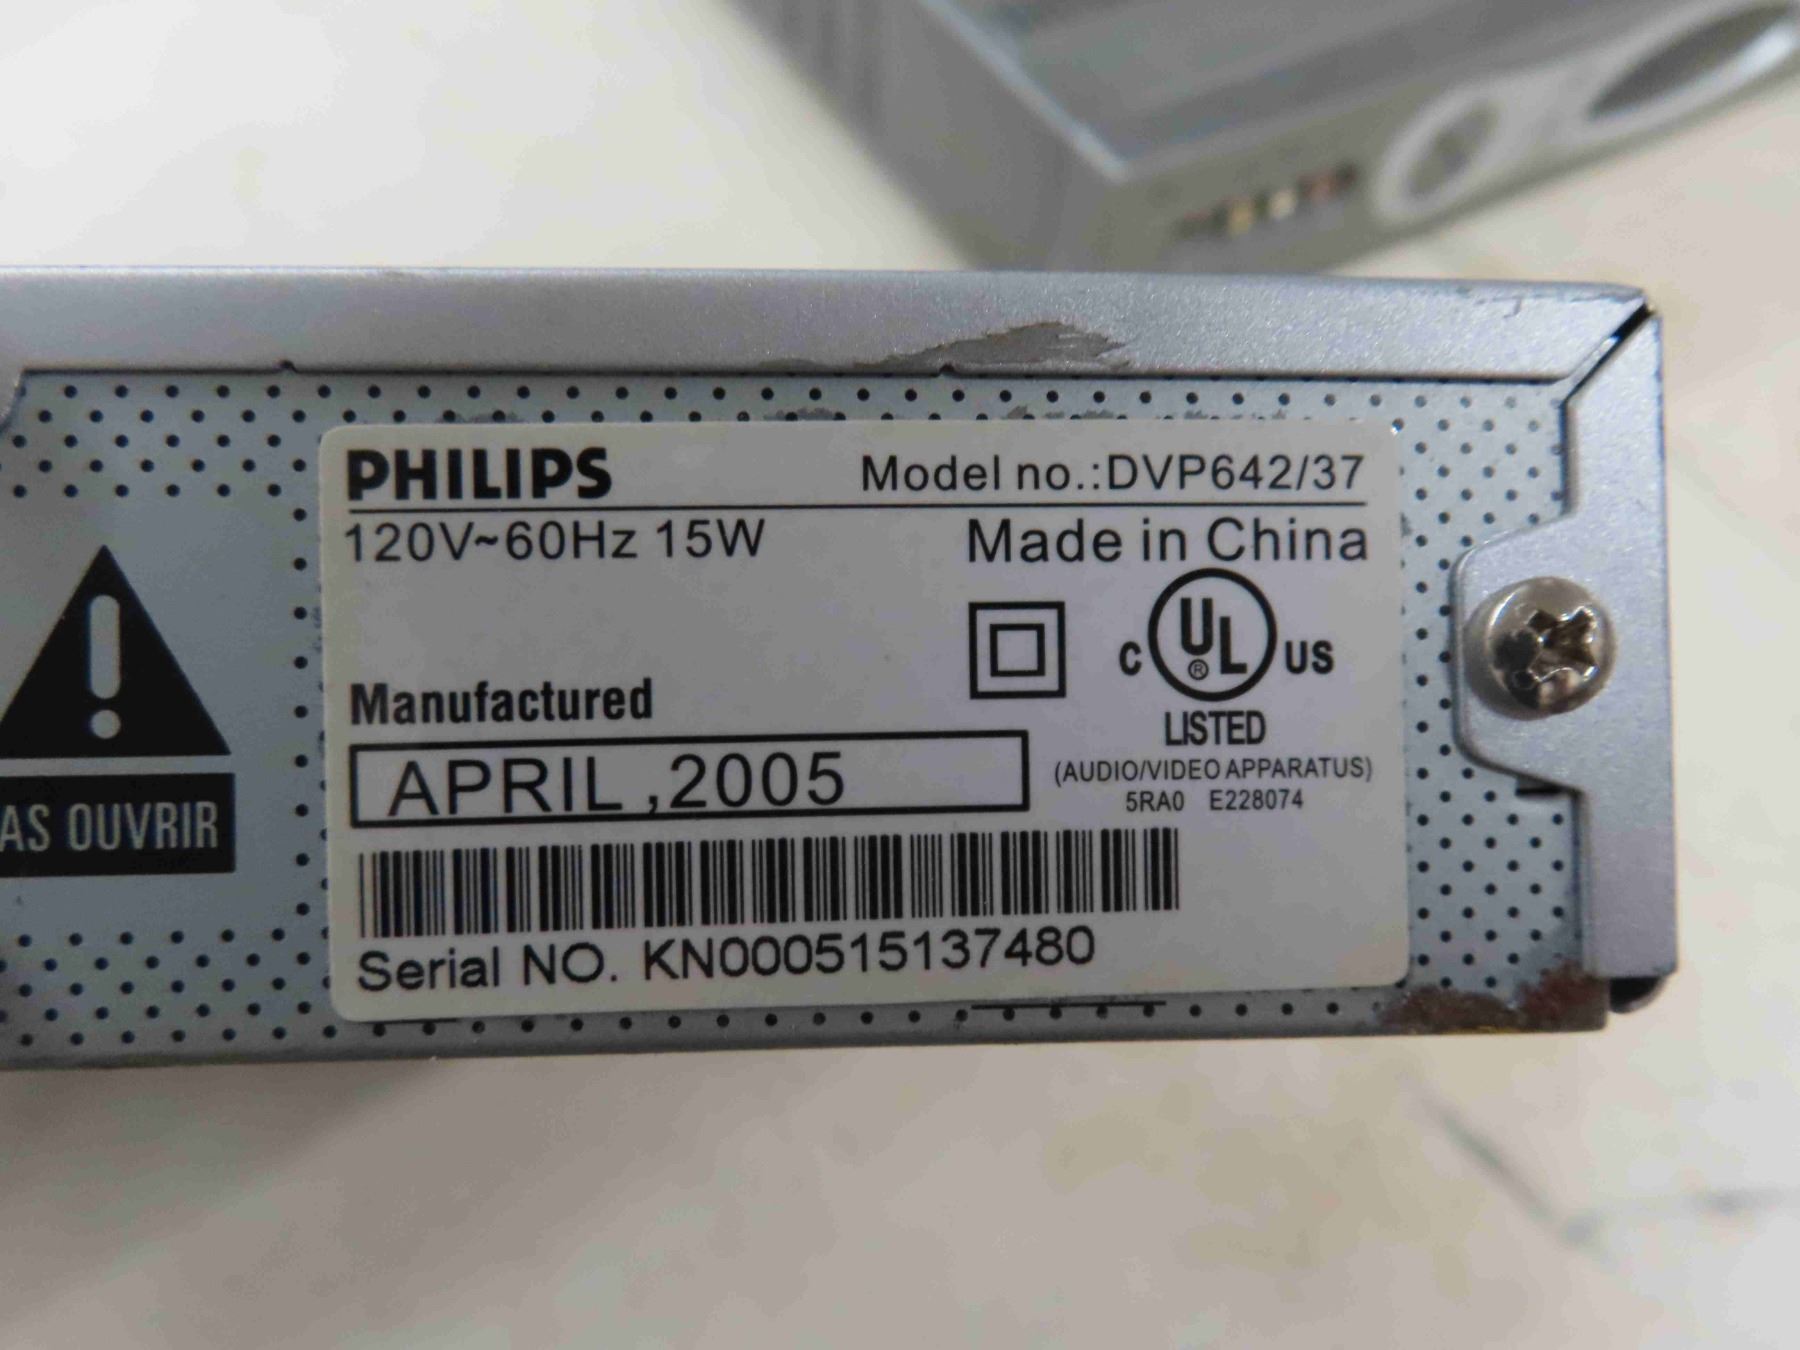 PHILIPS Model no.:DVP642/37
120V~60Hz 15W Made in China
C UL® US
Manufactured
LISTED
APRIL ,2005
(AUDIO/VIDEO APPARATUS)
5RA0 E228074
AS OUVRIR
Serial NO. KN000515137480